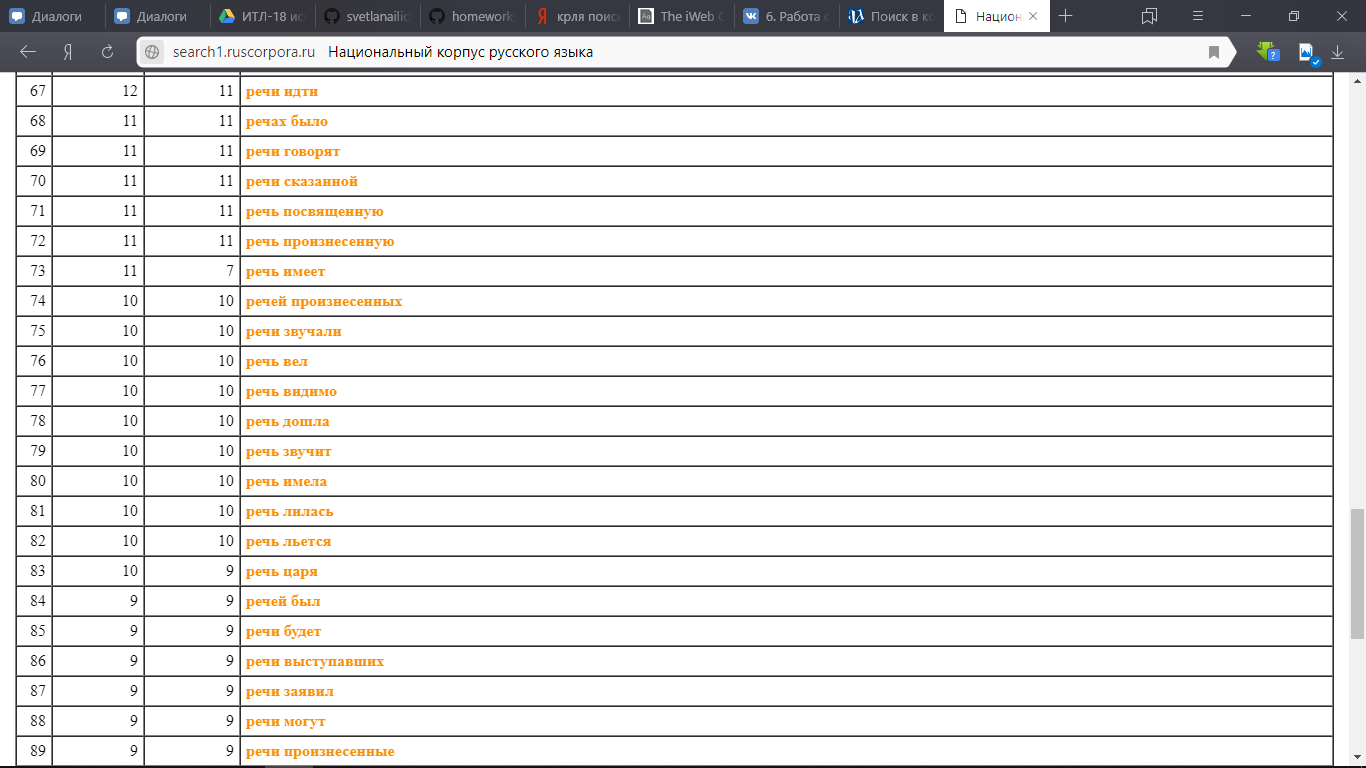 Диалоги Диалоги ИТЛ-18 ис svetlanailic homework крля поис The iWeb C 6. Работа с Поиск в ко Национ
search1.ruscorpora.ru Национальный корпус русского языка
67 12 11 речи идти
68 11 11 речах было
69 11 11 речи говорят
70 11 11 речи сказанной
71 11 11 речь посвященную
72 11 11 речь произнесенную
73 11 7 речь имеет
74 10 10 речей произнесенных
75 10 10 речи звучали
76 10 10 речь вел
77 10 10 речь видимо
78 10 10 речь дошла
79 10 10 речь звучит
80 10 10 речь имела
81 10 10 речь лилась
82 10 10 речь льется
83 10 9 речь царя
84 9 9 речей был
85 9 9 речи будет
86 9 9 речи выступавших
87 9 9 речи заявил
88 9 9 речи могут
89 9 9 речи произнесенные